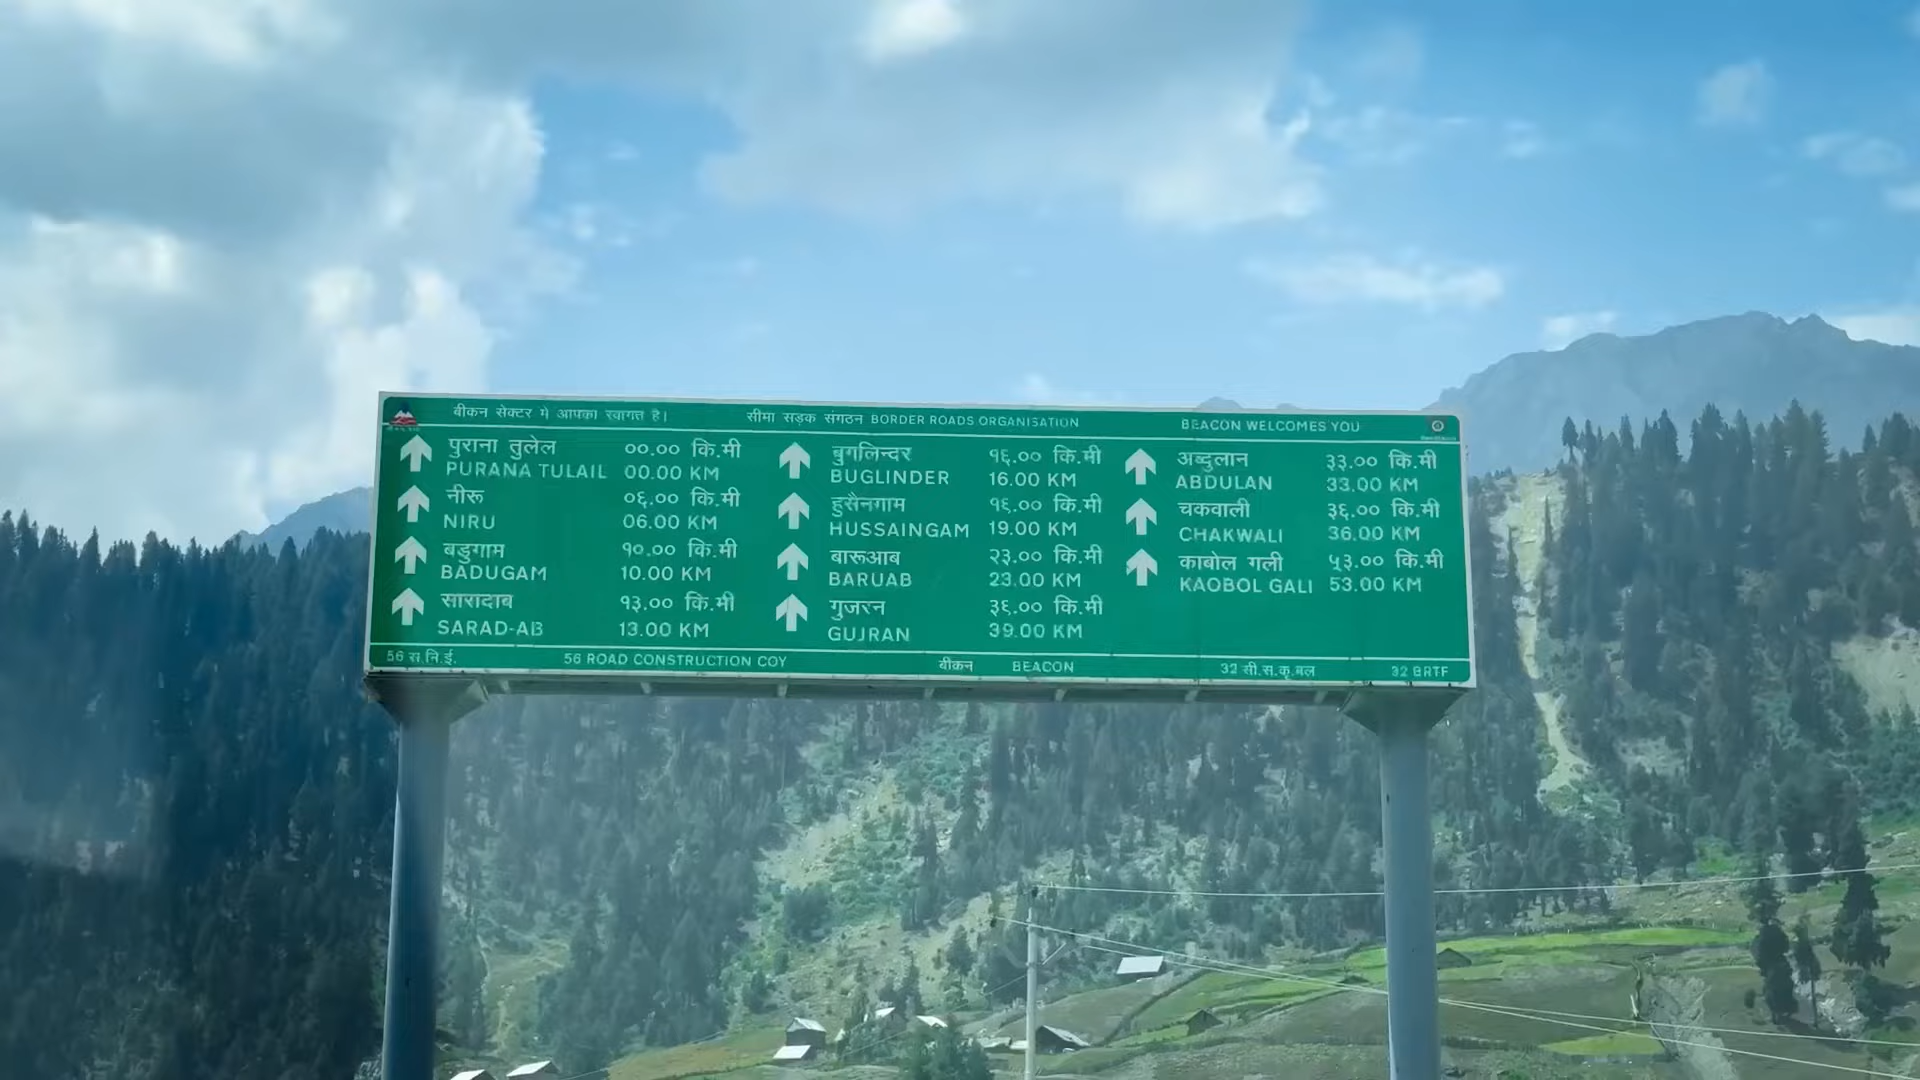 बीकन सेक्टर मे आपका स्वागत है। सीमा सड़क संगठन BORDER ROADS ORGANISATION BEACON WELCOMES YOU
पुराना तुलेल ००.०० कि.मी
PURANA TULAIL 00.00 KM
नीरू ०६.०० कि.मी
NIRU 06.00 KM
बडुगाम १०.०० कि.मी
BADUGAM 10.00 KM
सारादाब १३.०० कि.मी
SARAD-AB 13.00 KM
बुगलिन्दर १६.०० कि.मी
BUGLINDER 16.00 KM
हुसैनगाम १६.०० कि.मी
HUSSAINGAM 19.00 KM
बारूआब २३.०० कि.मी
BARUAB 23.00 KM
गुजरन ३६.०० कि.मी
GUJRAN 39.00 KM
अब्दुलान ३३.०० कि.मी
ABDULAN 33.00 KM
चकवाली ३६.०० कि.मी
CHAKWALI 36.00 KM
काबोल गली ५३.०० कि.मी
KAOBOL GALI 53.00 KM
56 स.नि.ई. 56 ROAD CONSTRUCTION COY बीकन BEACON 32 सी.स.कृ.बल 32 BRTF